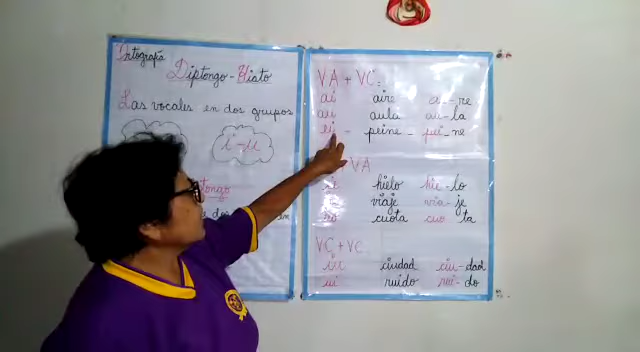 Ortografía
Diptongo - Hiato
Las vocales en dos grupos
i - u
VA + VC:
ai aire ai - re
au aula au - la
ei - peine - pei - ne
VA
hielo hie - lo
viaje via - je
cuota cuo ta
VC + VC
iu ciudad ciu - dad
ui ruido rui - do